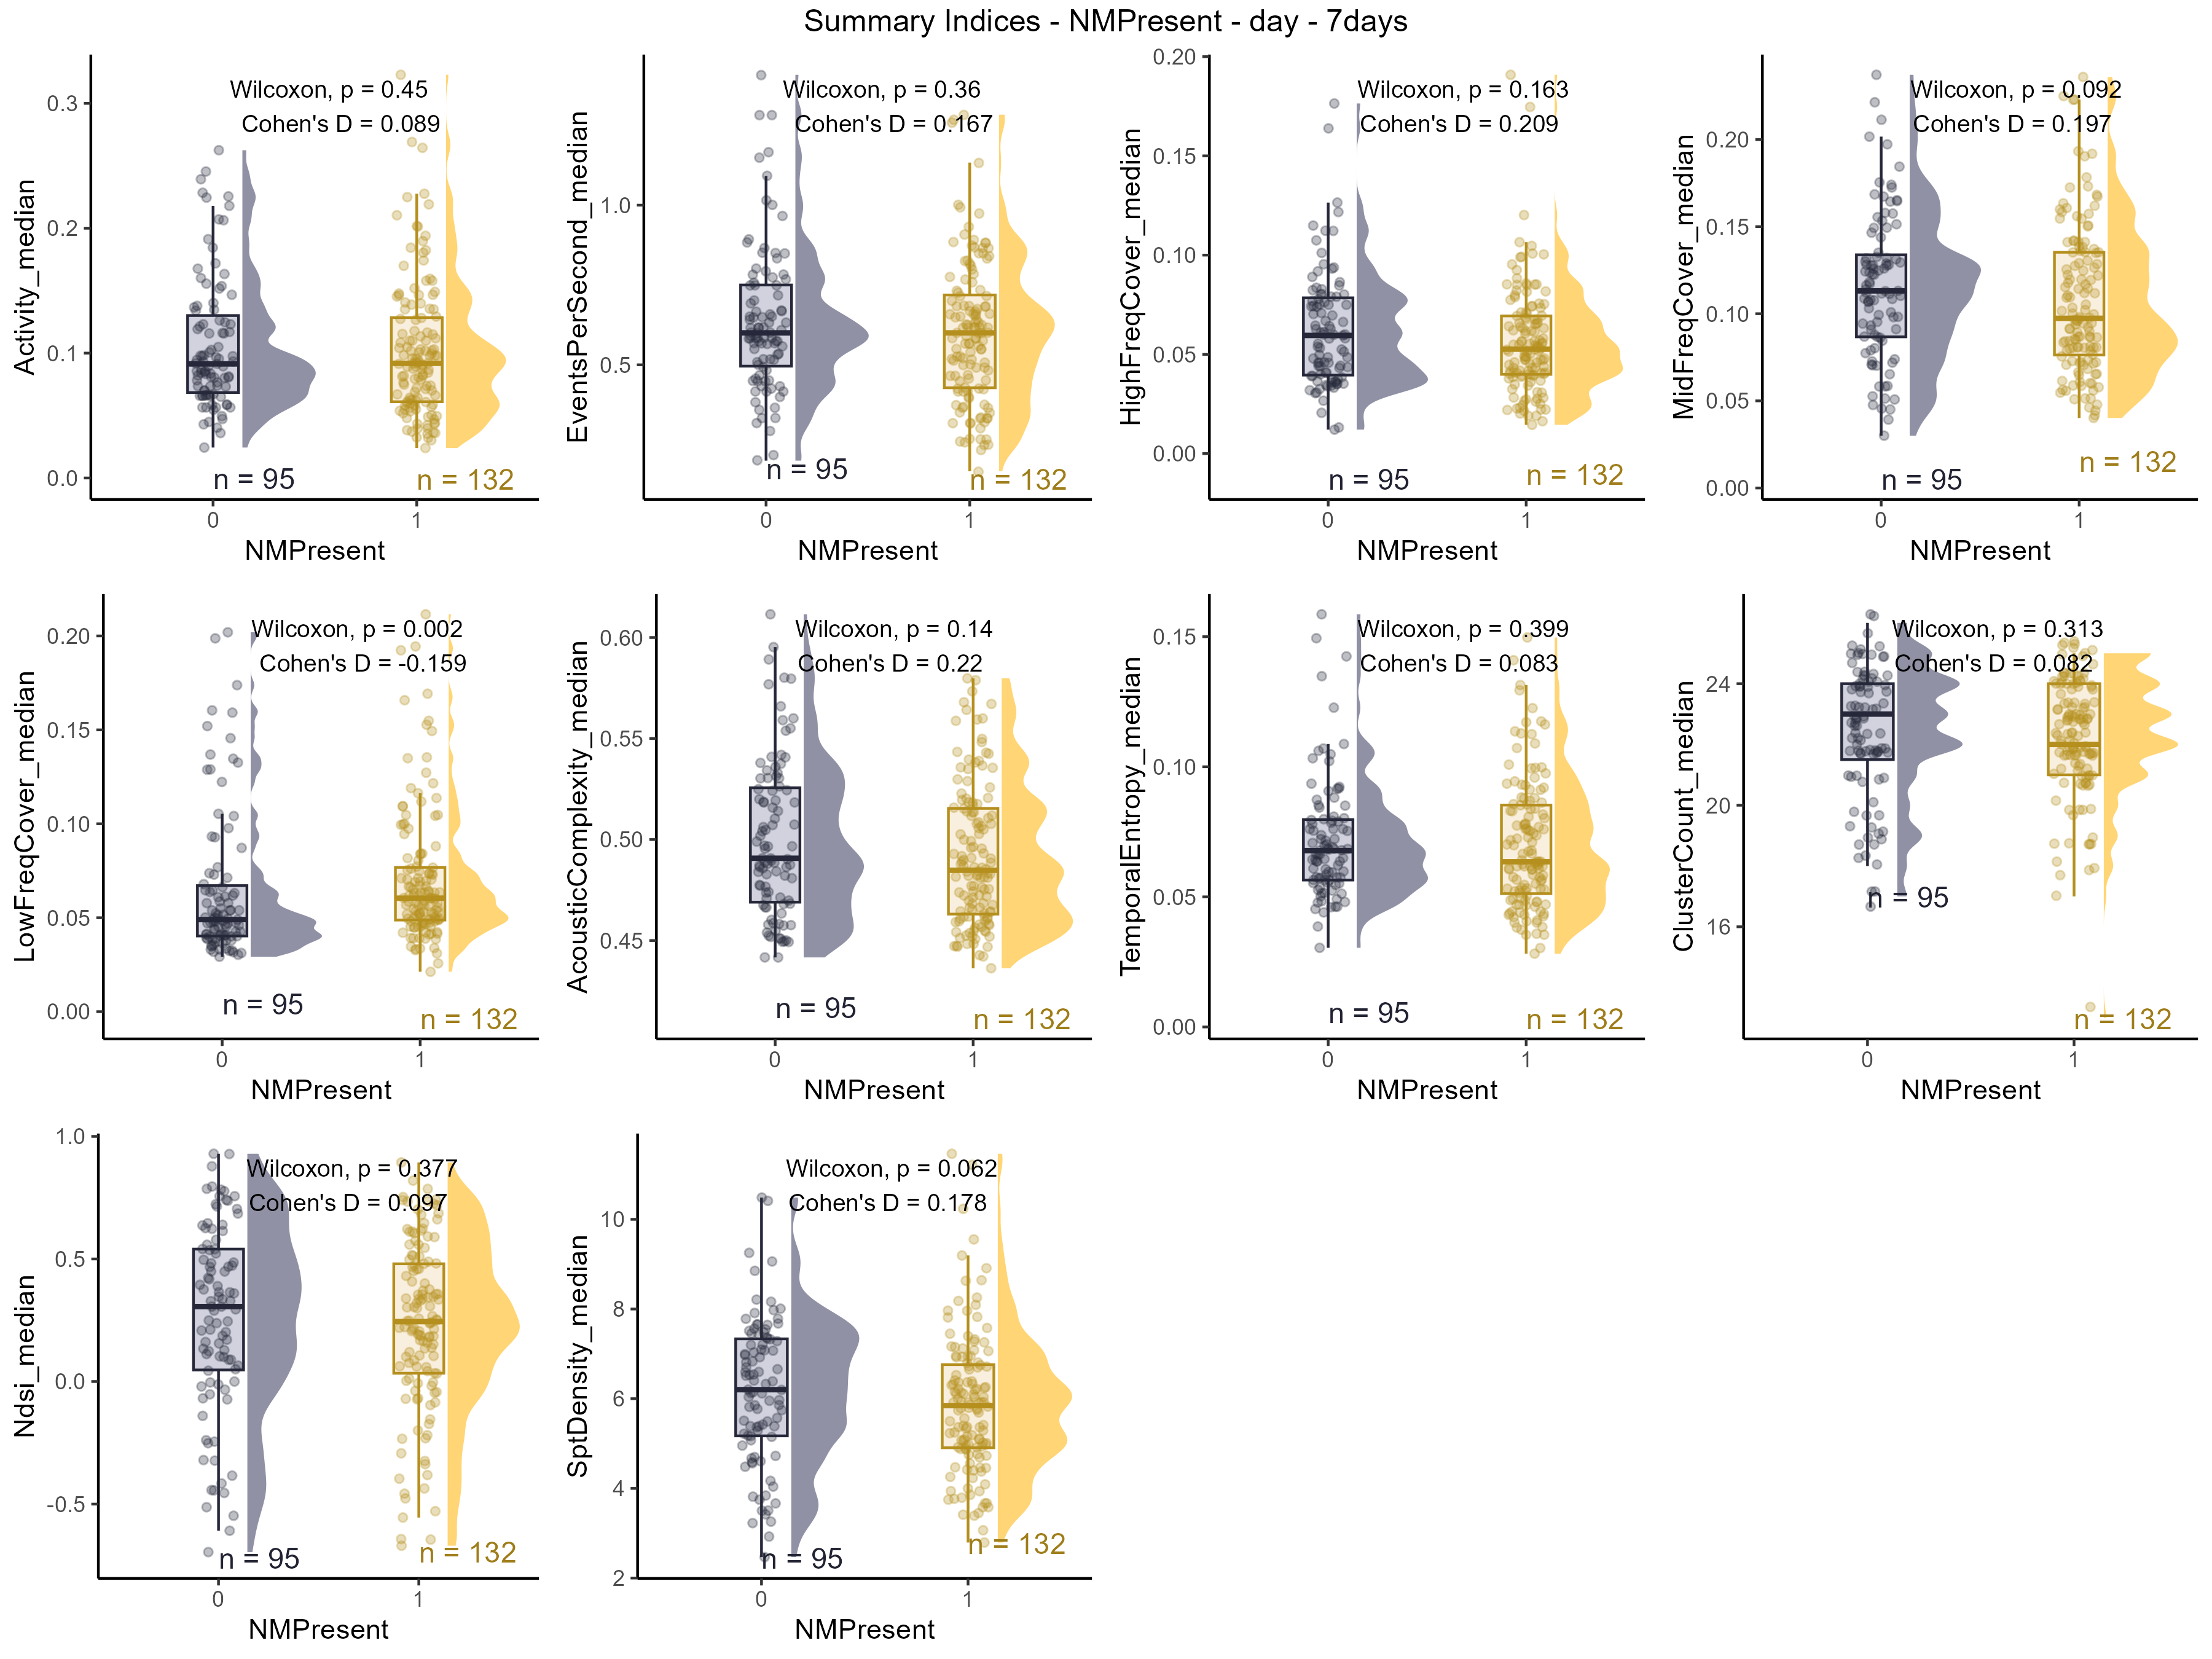 Summary Indices - NMPresent - day - 7days
Activity_median
0.3
0.2
0.1
0.0
Wilcoxon, p = 0.45
Cohen's D = 0.089
n = 95
n = 132
0
1
NMPresent
EventsPerSecond_median
1.0
0.5
Wilcoxon, p = 0.36
Cohen's D = 0.167
n = 95
n = 132
0
1
NMPresent
HighFreqCover_median
0.20
0.15
0.10
0.05
0.00
Wilcoxon, p = 0.163
Cohen's D = 0.209
n = 95
n = 132
0
1
NMPresent
MidFreqCover_median
0.20
0.15
0.10
0.05
0.00
Wilcoxon, p = 0.092
Cohen's D = 0.197
n = 95
n = 132
0
1
NMPresent
LowFreqCover_median
0.20
0.15
0.10
0.05
0.00
Wilcoxon, p = 0.002
Cohen's D = -0.159
n = 95
n = 132
0
1
NMPresent
AcousticComplexity_median
0.60
0.55
0.50
0.45
Wilcoxon, p = 0.14
Cohen's D = 0.22
n = 95
n = 132
0
1
NMPresent
TemporalEntropy_median
0.15
0.10
0.05
0.00
Wilcoxon, p = 0.399
Cohen's D = 0.083
n = 95
n = 132
0
1
NMPresent
ClusterCount_median
24
20
16
Wilcoxon, p = 0.313
Cohen's D = 0.082
n = 95
n = 132
0
1
NMPresent
Ndsi_median
1.0
0.5
0.0
-0.5
Wilcoxon, p = 0.377
Cohen's D = 0.097
n = 95
n = 132
0
1
NMPresent
SptDensity_median
10
8
6
4
2
Wilcoxon, p = 0.062
Cohen's D = 0.178
n = 95
n = 132
0
1
NMPresent